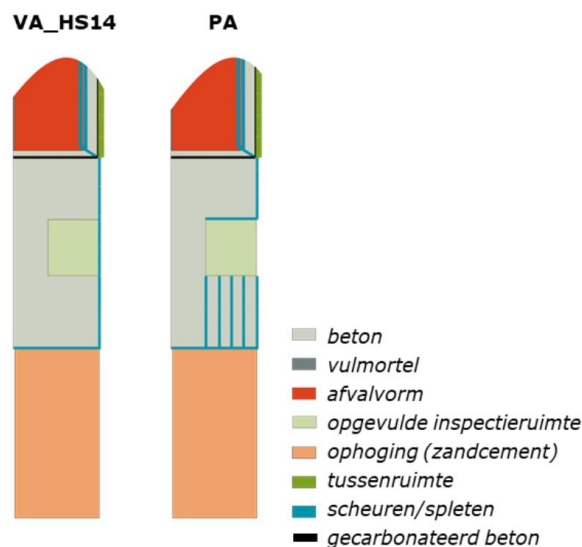 VA_HS14 PA
beton
vulmortel
afvalvorm
opgevulde inspectieruimte
ophoging (zandcement)
tussenruimte
scheuren/spleten
gecarbonateerd beton